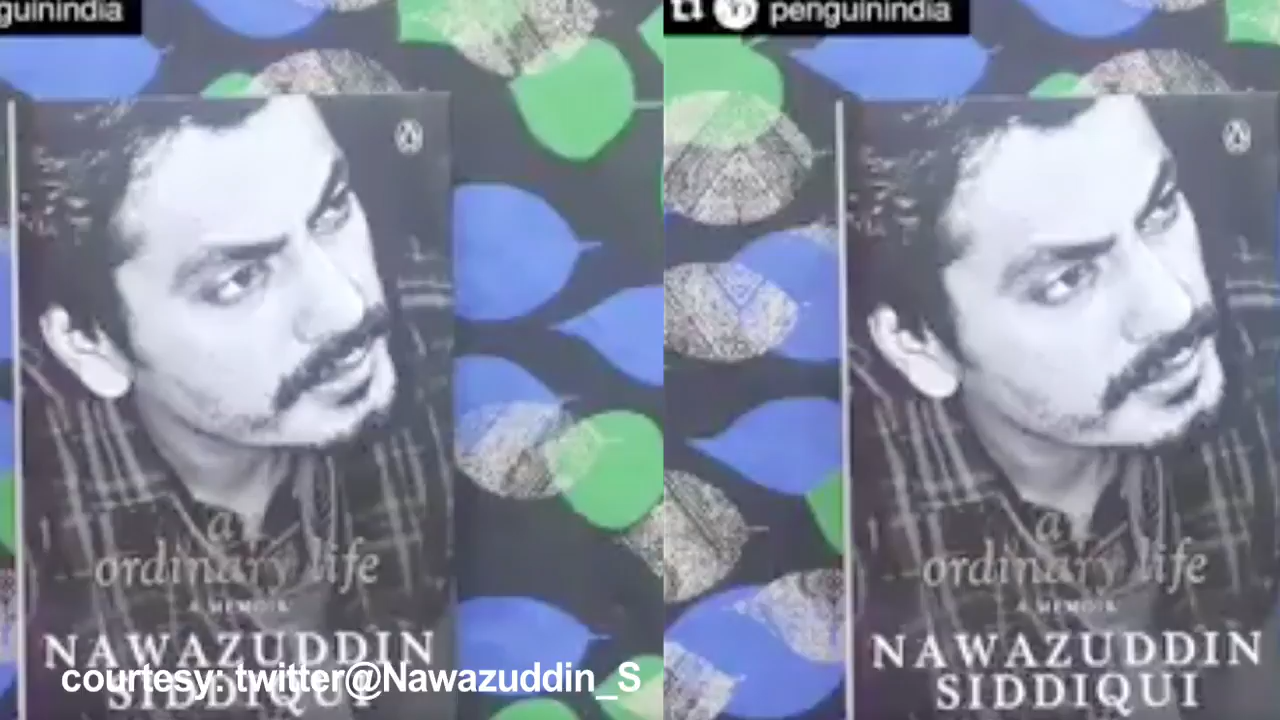 guinindia
penguinindia
an
ordinary life
A MEMOIR
NAWAZUDDIN
SIDDIQUI
courtesy: twitter@Nawazuddin_S
an
ordinary life
A MEMOIR
NAWAZUDDIN
SIDDIQUI